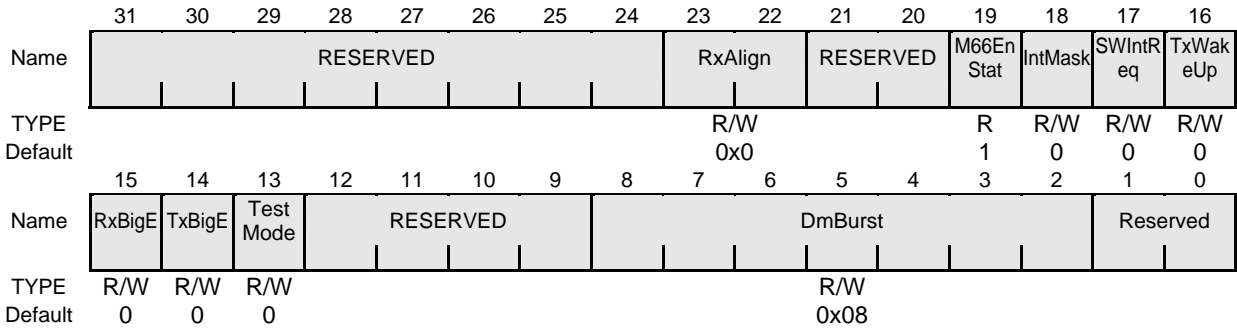 31 30 29 28 27 26 25 24 23 22 21 20 19 18 17 16
Name RESERVED RxAlign RESERVED M66En Stat IntMask SWIntR eq TxWak eUp
TYPE R/W R R/W R/W R/W
Default 0x0 1 0 0 0
15 14 13 12 11 10 9 8 7 6 5 4 3 2 1 0
Name RxBigE TxBigE Test Mode RESERVED DmBurst Reserved
TYPE R/W R/W R/W R/W
Default 0 0 0 0x08